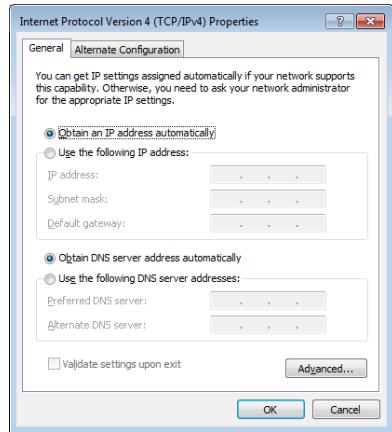 Internet Protocol Version 4 (TCP/IPv4) Properties
General
Alternate Configuration
You can get IP settings assigned automatically if your network supports
this capability. Otherwise, you need to ask your network administrator
for the appropriate IP settings.
Obtain an IP address automatically
Use the following IP address:
IP address:
Subnet mask:
Default gateway:
Obtain DNS server address automatically
Use the following DNS server addresses:
Preferred DNS server:
Alternate DNS server:
Validate settings upon exit
Advanced...
OK
Cancel